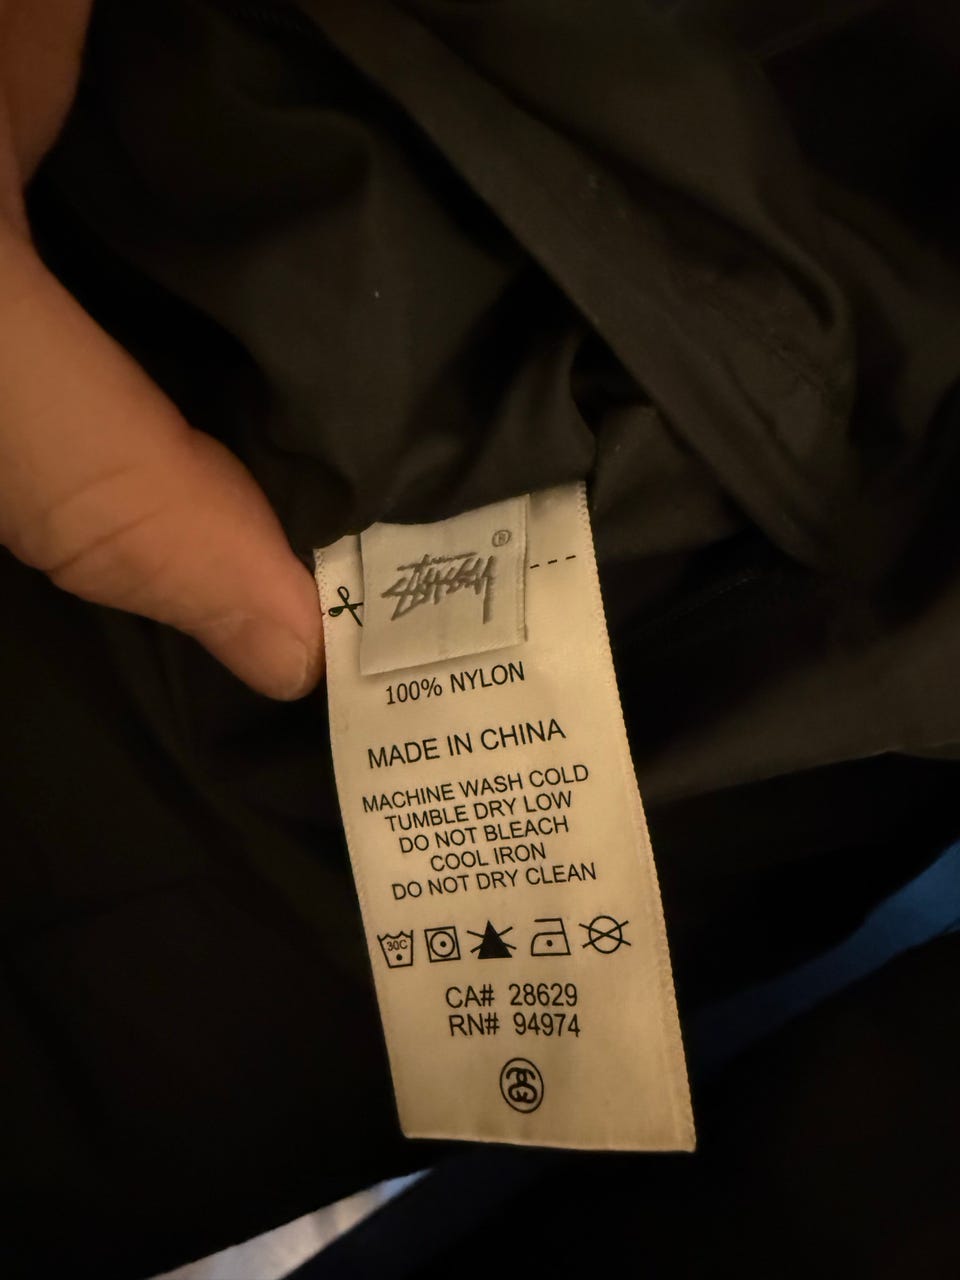 STUSSY ®
100% NYLON
MADE IN CHINA
MACHINE WASH COLD
TUMBLE DRY LOW
DO NOT BLEACH
COOL IRON
DO NOT DRY CLEAN
30C
CA# 28629
RN# 94974